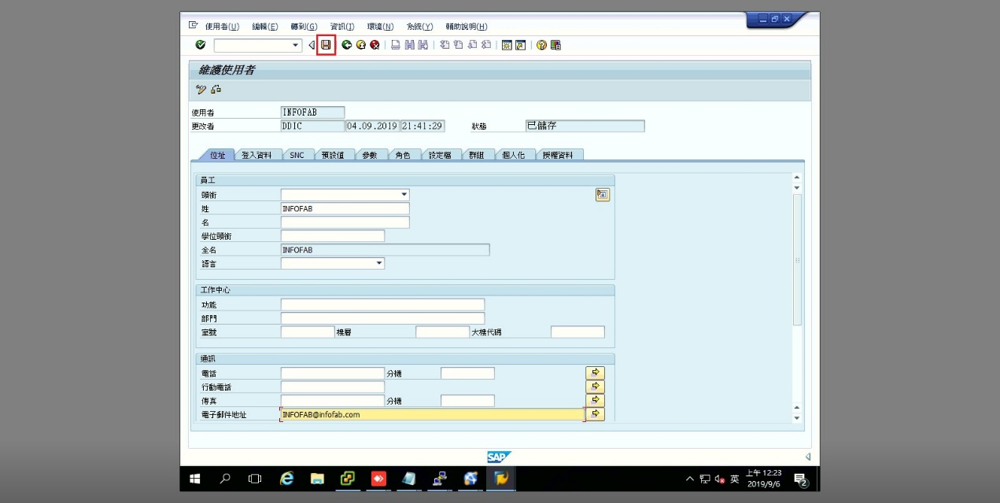 使用者(U) 編輯(E) 轉到(G) 資訊(I) 環境(N) 系統(Y) 輔助說明(H)
維護使用者
使用者 INFOFAB
更改者 DDIC 04.09.2019 21:41:29 狀態 已儲存
位址 登入資料 SNC 預設值 參數 角色 設定檔 群組 個人化 授權資料
員工
頭銜
姓 INFOFAB
名
學位頭銜
全名 INFOFAB
語言
工作中心
功能
部門
室號 樓層 大樓代碼
通訊
電話 分機
行動電話
傳真 分機
電子郵件地址 INFOFAB@infofab.com
SAP
英 上午 12:23
2019/9/6 2